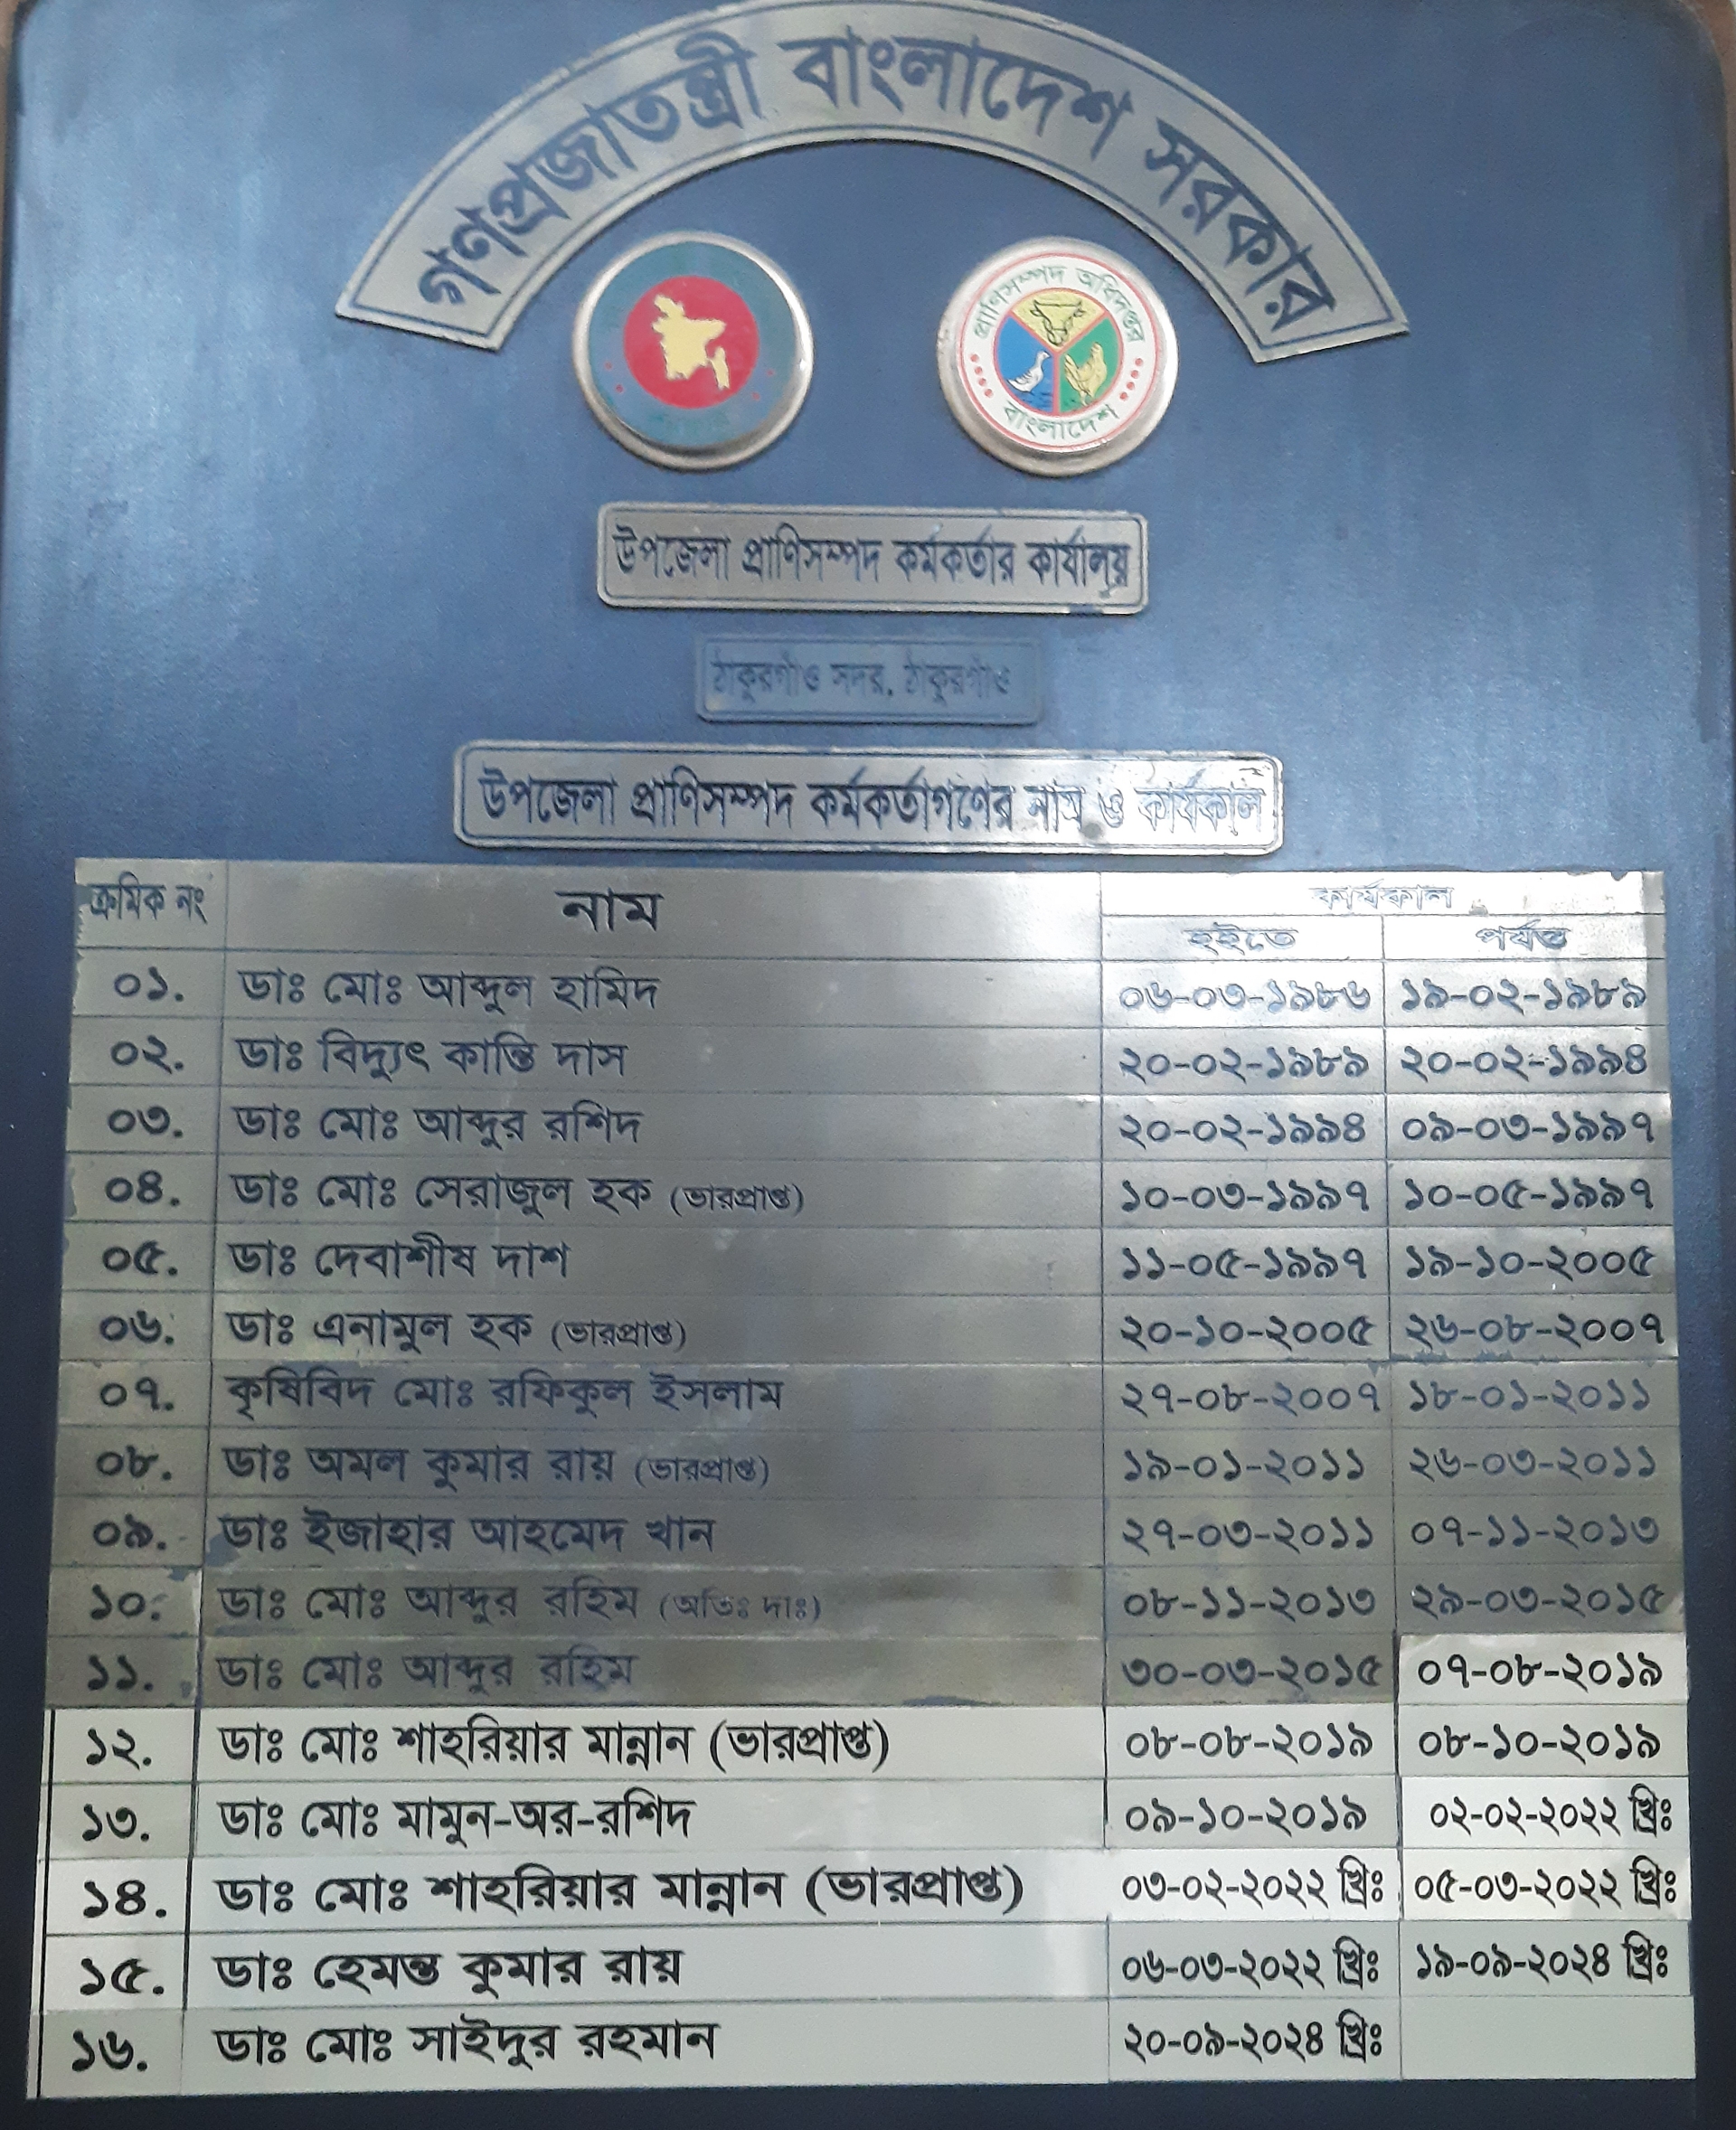 গণপ্রজাতন্ত্রী বাংলাদেশ সরকার
প্রাণিসম্পদ অধিদপ্তর
বাংলাদেশ
উপজেলা প্রাণিসম্পদ কর্মকর্তার কার্যালয়
ঠাকুরগাঁও সদর, ঠাকুরগাঁও
উপজেলা প্রাণিসম্পদ কর্মকর্তাগণের নাম ও কার্যকাল
ক্রমিক নং নাম কার্যকাল
হইতে পর্যন্ত
০১. ডাঃ মোঃ আব্দুল হামিদ ০৬-০৩-১৯৮৬ ১৯-০২-১৯৮৯
০২. ডাঃ বিদ্যুৎ কান্তি দাস ২০-০২-১৯৮৯ ২০-০২-১৯৯৪
০৩. ডাঃ মোঃ আব্দুর রশিদ ২০-০২-১৯৯৪ ০৯-০৩-১৯৯৭
০৪. ডাঃ মোঃ সেরাজুল হক (ভারপ্রাপ্ত) ১০-০৩-১৯৯৭ ১০-০৫-১৯৯৭
০৫. ডাঃ দেবাশীষ দাশ ১১-০৫-১৯৯৭ ১৯-১০-২০০৫
০৬. ডাঃ এনামুল হক (ভারপ্রাপ্ত) ২০-১০-২০০৫ ২৬-০৮-২০০৭
০৭. কৃষিবিদ মোঃ রফিকুল ইসলাম ২৭-০৮-২০০৭ ১৮-০১-২০১১
০৮. ডাঃ অমল কুমার রায় (ভারপ্রাপ্ত) ১৯-০১-২০১১ ২৬-০৩-২০১১
০৯. ডাঃ ইজাহার আহমেদ খান ২৭-০৩-২০১১ ০৭-১১-২০১৩
১০. ডাঃ মোঃ আব্দুর রহিম (অতিঃ দাঃ) ০৮-১১-২০১৩ ২৯-০৩-২০১৫
১১. ডাঃ মোঃ আব্দুর রহিম ৩০-০৩-২০১৫ ০৭-০৮-২০১৯
১২. ডাঃ মোঃ শাহরিয়ার মান্নান (ভারপ্রাপ্ত) ০৮-০৮-২০১৯ ০৮-১০-২০১৯
১৩. ডাঃ মোঃ মামুন-অর-রশিদ ০৯-১০-২০১৯ ০২-০২-২০২২ খ্রিঃ
১৪. ডাঃ মোঃ শাহরিয়ার মান্নান (ভারপ্রাপ্ত) ০৩-০২-২০২২ খ্রিঃ ০৫-০৩-২০২২ খ্রিঃ
১৫. ডাঃ হেমন্ত কুমার রায় ০৬-০৩-২০২২ খ্রিঃ ১৯-০৯-২০২৪ খ্রিঃ
১৬. ডাঃ মোঃ সাইদুর রহমান ২০-০৯-২০২৪ খ্রিঃ